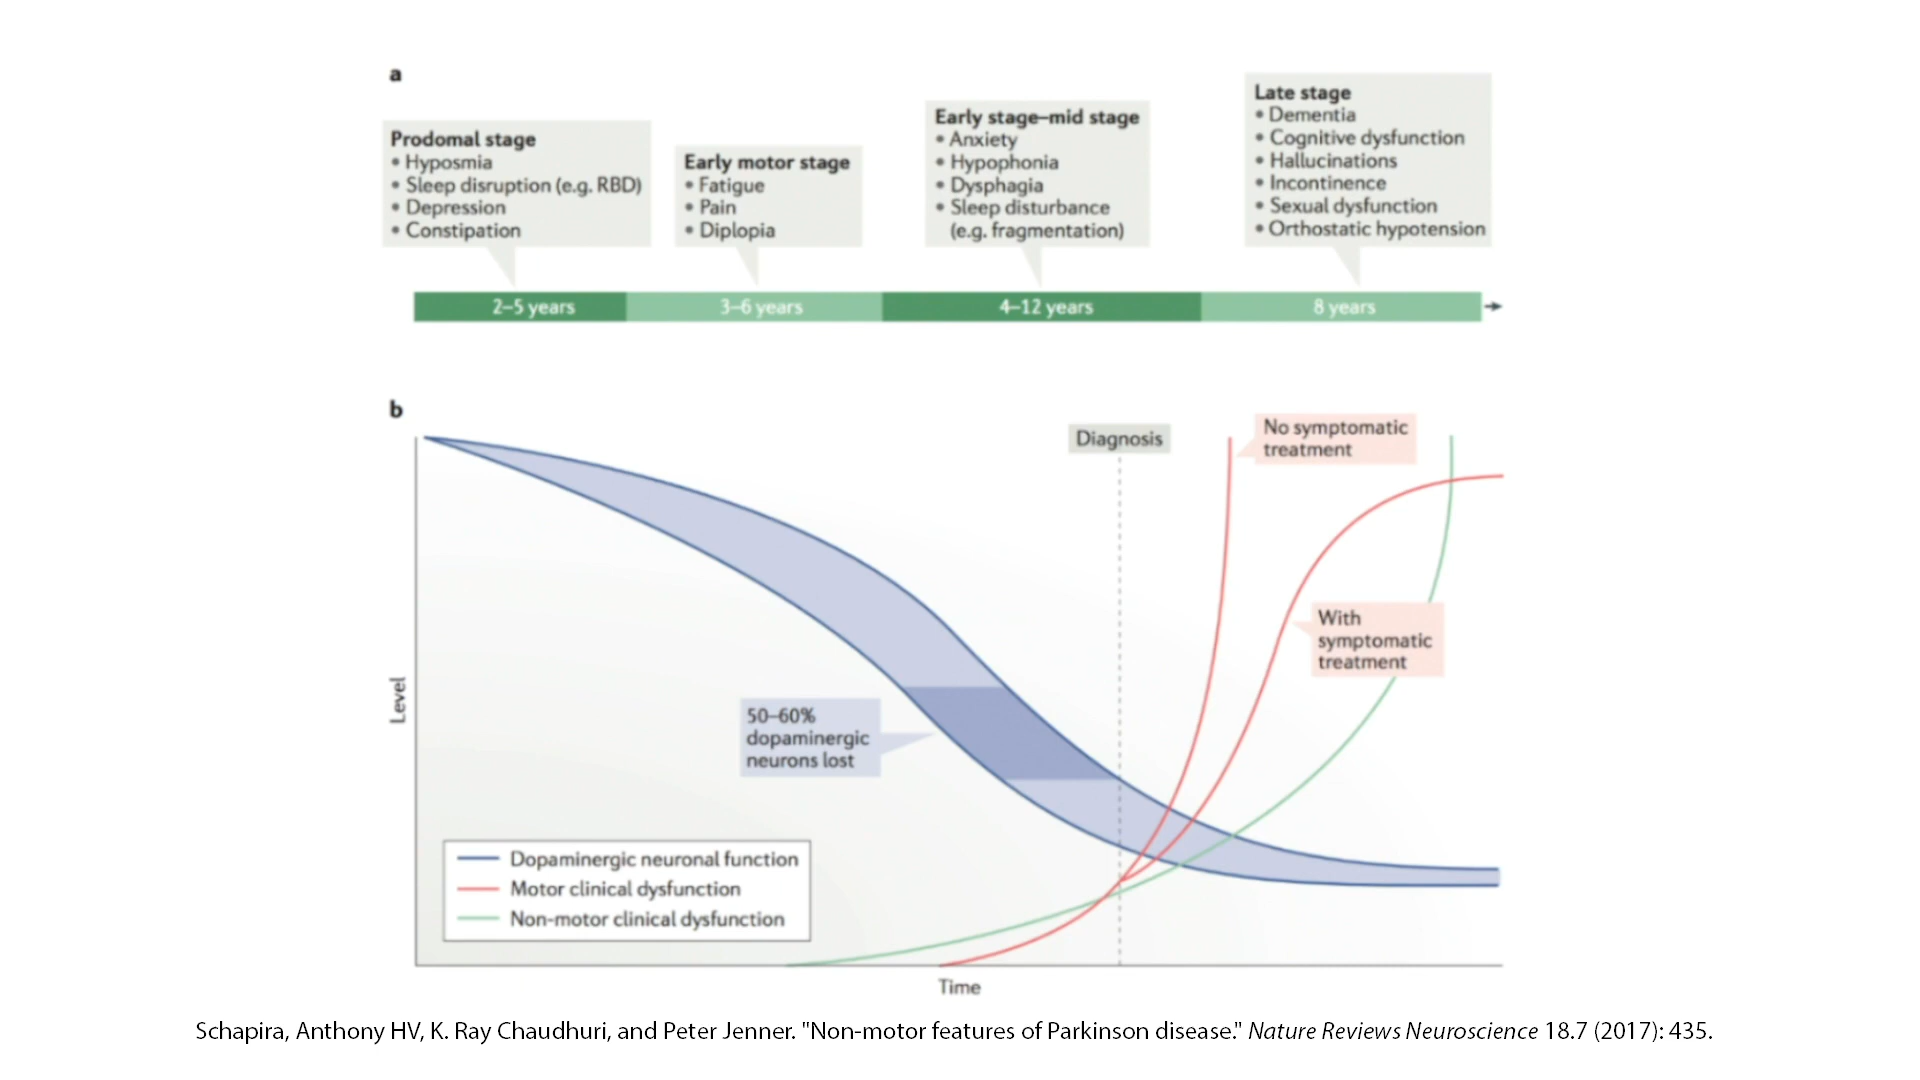 a
Prodomal stage
• Hyposmia
• Sleep disruption (e.g. RBD)
• Depression
• Constipation
Early motor stage
• Fatigue
• Pain
• Diplopia
Early stage–mid stage
• Anxiety
• Hypophonia
• Dysphagia
• Sleep disturbance
(e.g. fragmentation)
Late stage
• Dementia
• Cognitive dysfunction
• Hallucinations
• Incontinence
• Sexual dysfunction
• Orthostatic hypotension
2–5 years
3–6 years
4–12 years
8 years
b
Diagnosis
No symptomatic
treatment
With
symptomatic
treatment
Level
50–60%
dopaminergic
neurons lost
Dopaminergic neuronal function
Motor clinical dysfunction
Non-motor clinical dysfunction
Time
Schapira, Anthony HV, K. Ray Chaudhuri, and Peter Jenner. "Non-motor features of Parkinson disease." Nature Reviews Neuroscience 18.7 (2017): 435.